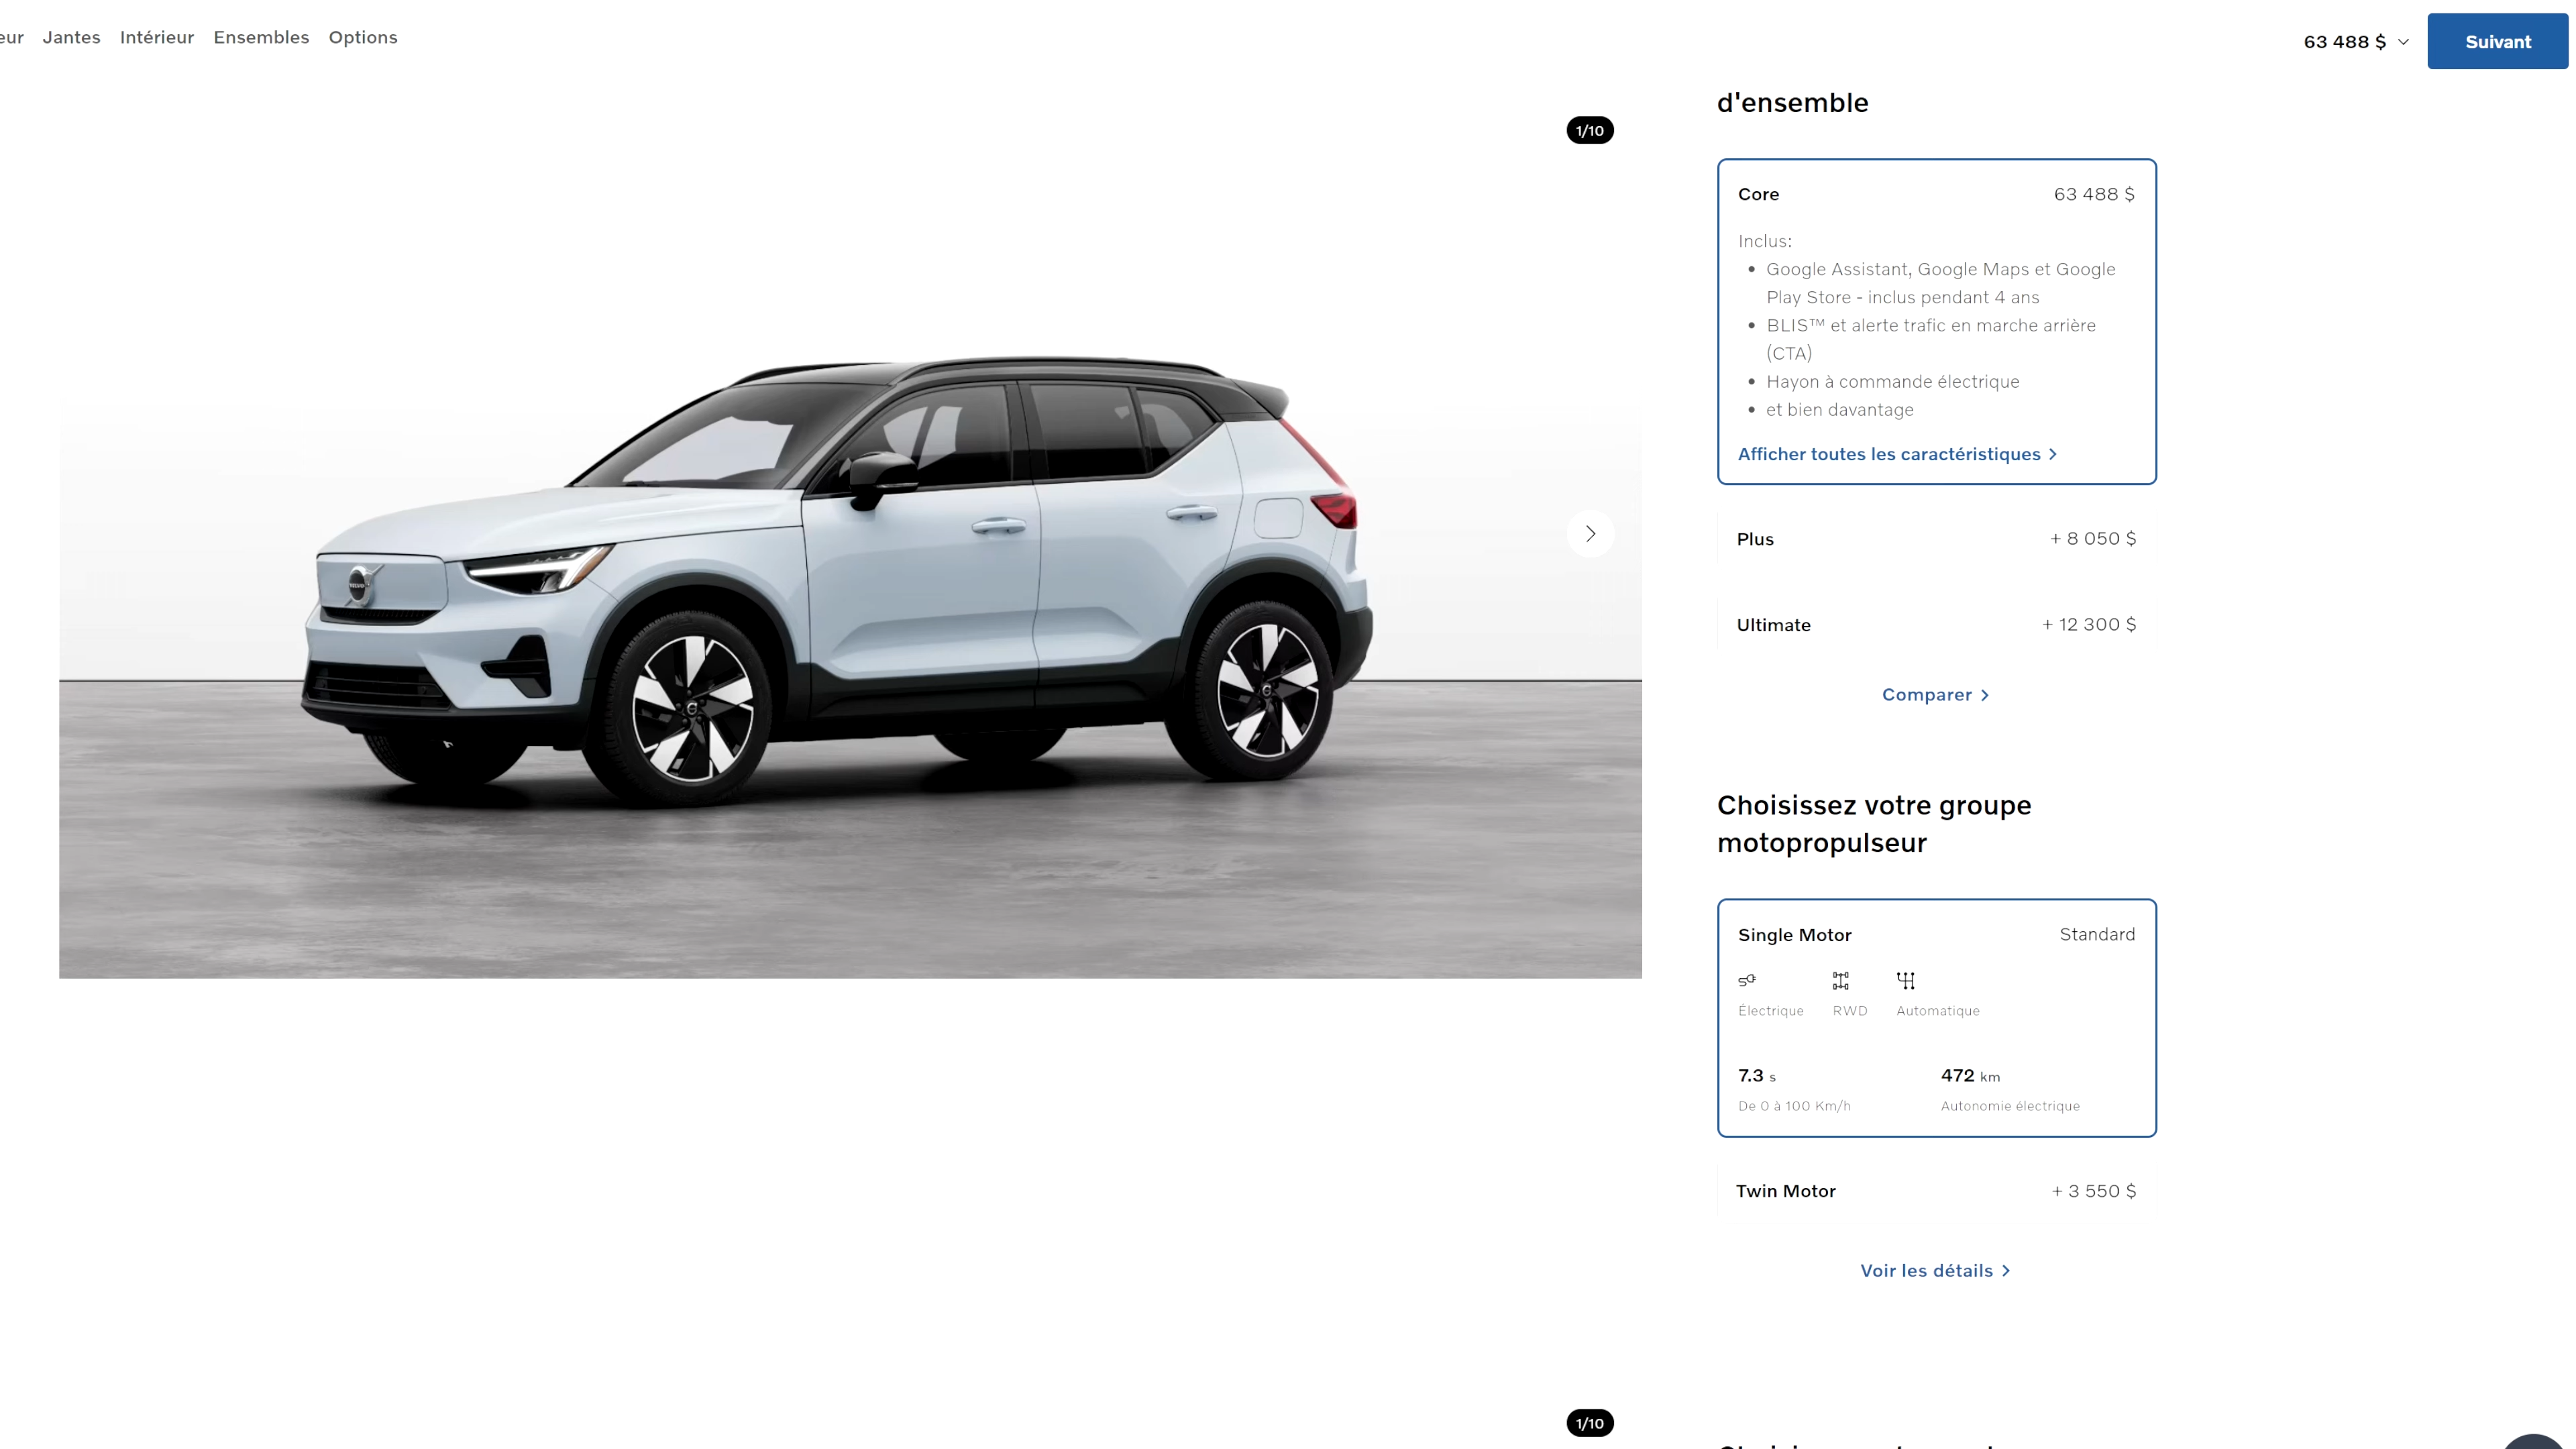 Jantes Intérieur Ensembles Options
63 488 $
Suivant
1/10
d'ensemble
Core 63 488 $
Inclus:
Google Assistant, Google Maps et Google
Play Store - inclus pendant 4 ans
BLIS™ et alerte trafic en marche arrière
(CTA)
Hayon à commande électrique
et bien davantage
Afficher toutes les caractéristiques
Plus + 8 050 $
Ultimate + 12 300 $
Comparer
Choisissez votre groupe
motopropulseur
Single Motor Standard
Électrique RWD Automatique
7.3 s 472 km
De 0 à 100 Km/h Autonomie électrique
Twin Motor + 3 550 $
Voir les détails
1/10